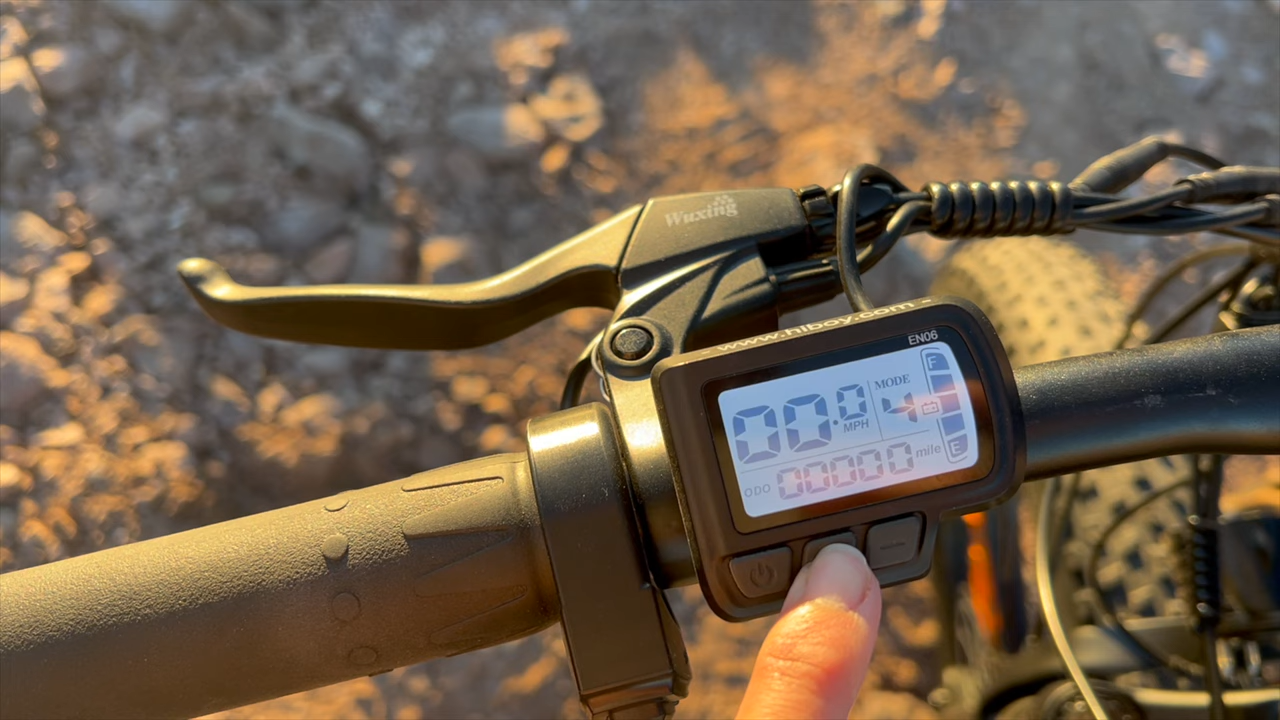 Wuxing
- www.hiboy.com -
EN06
00.0 MPH
MODE 4
F
E
ODO 00000 mile